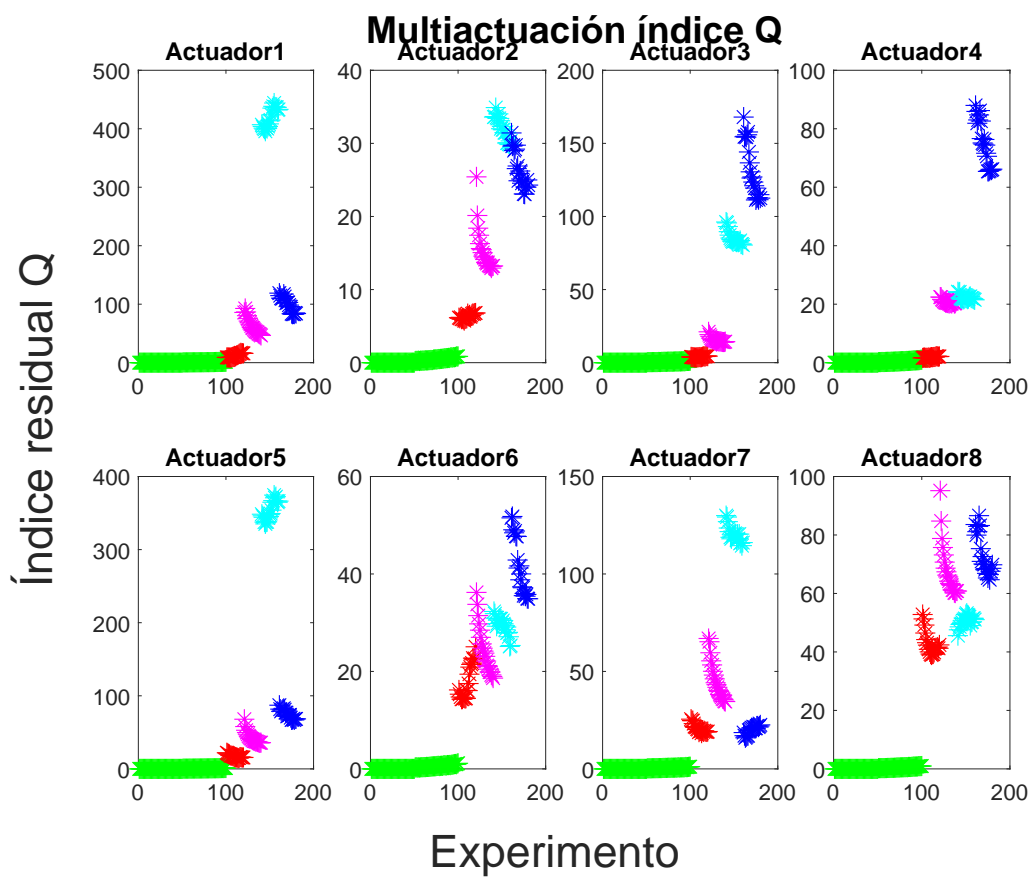 Multiactuación índice Q
Actuador1 Actuador2 Actuador3 Actuador4
500 40 200 100
400 80
30 150
300 60
20 100
200 40
10 50
100 20
0 0 0 0
0 100 200 0 100 200 0 100 200 0 100 200
Índice residual Q
Actuador5 Actuador6 Actuador7 Actuador8
400 60 150 100
300 80
40 100
200 60
40
20 50
100 20
0 0 0 0
0 100 200 0 100 200 0 100 200 0 100 200
Experimento